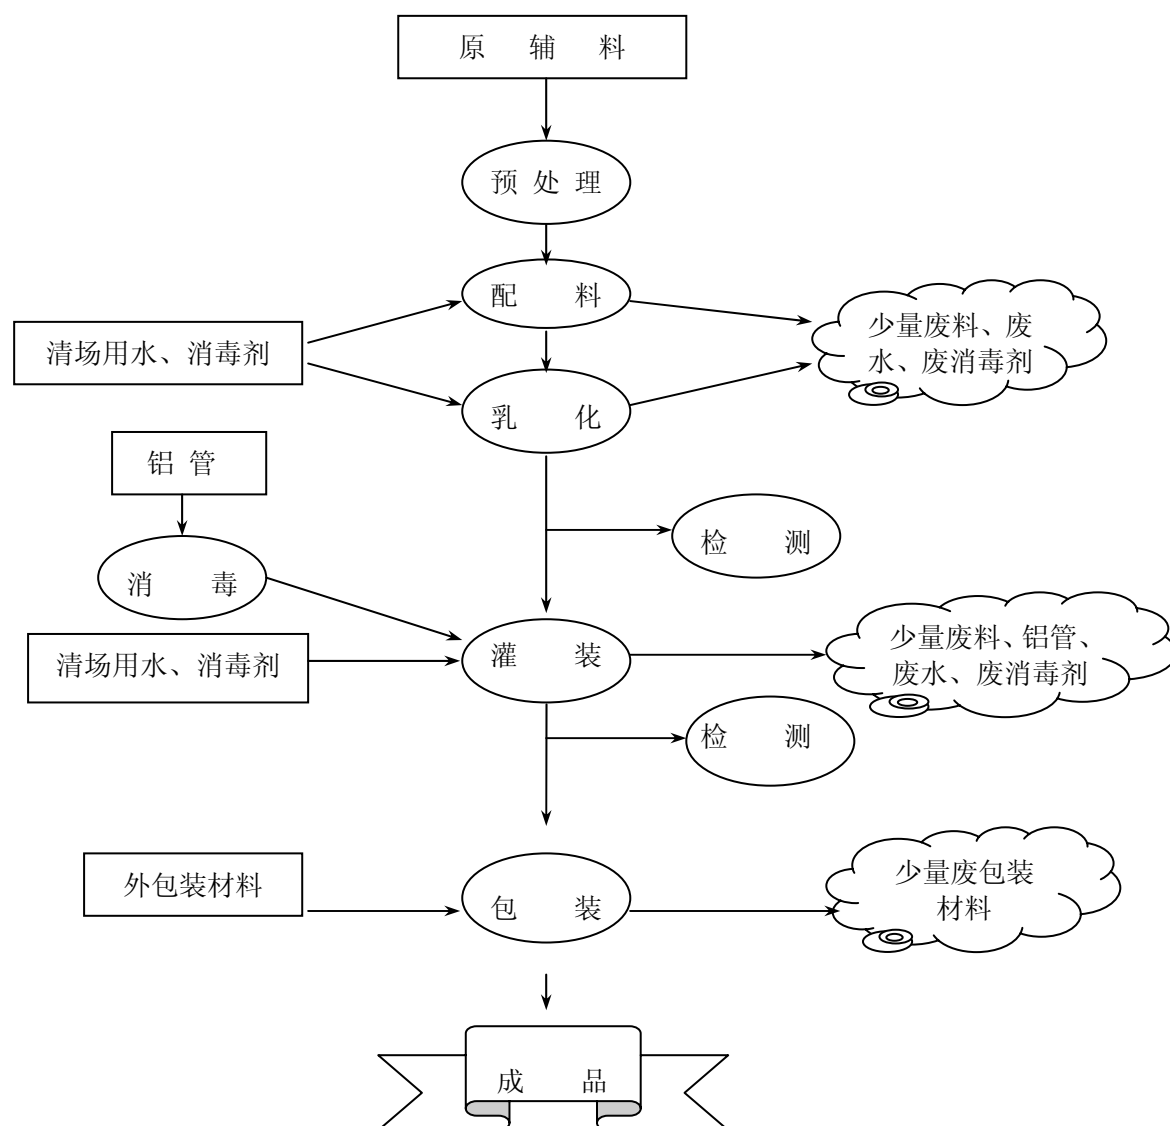 原 辅 料
预 处 理
配 料
少量废料、废
水、废消毒剂
清场用水、消毒剂
乳 化
铝 管
检 测
消 毒
少量废料、铝管、
废水、废消毒剂
灌 装
清场用水、消毒剂
检 测
外包装材料
少量废包装
材料
包 装
成 品